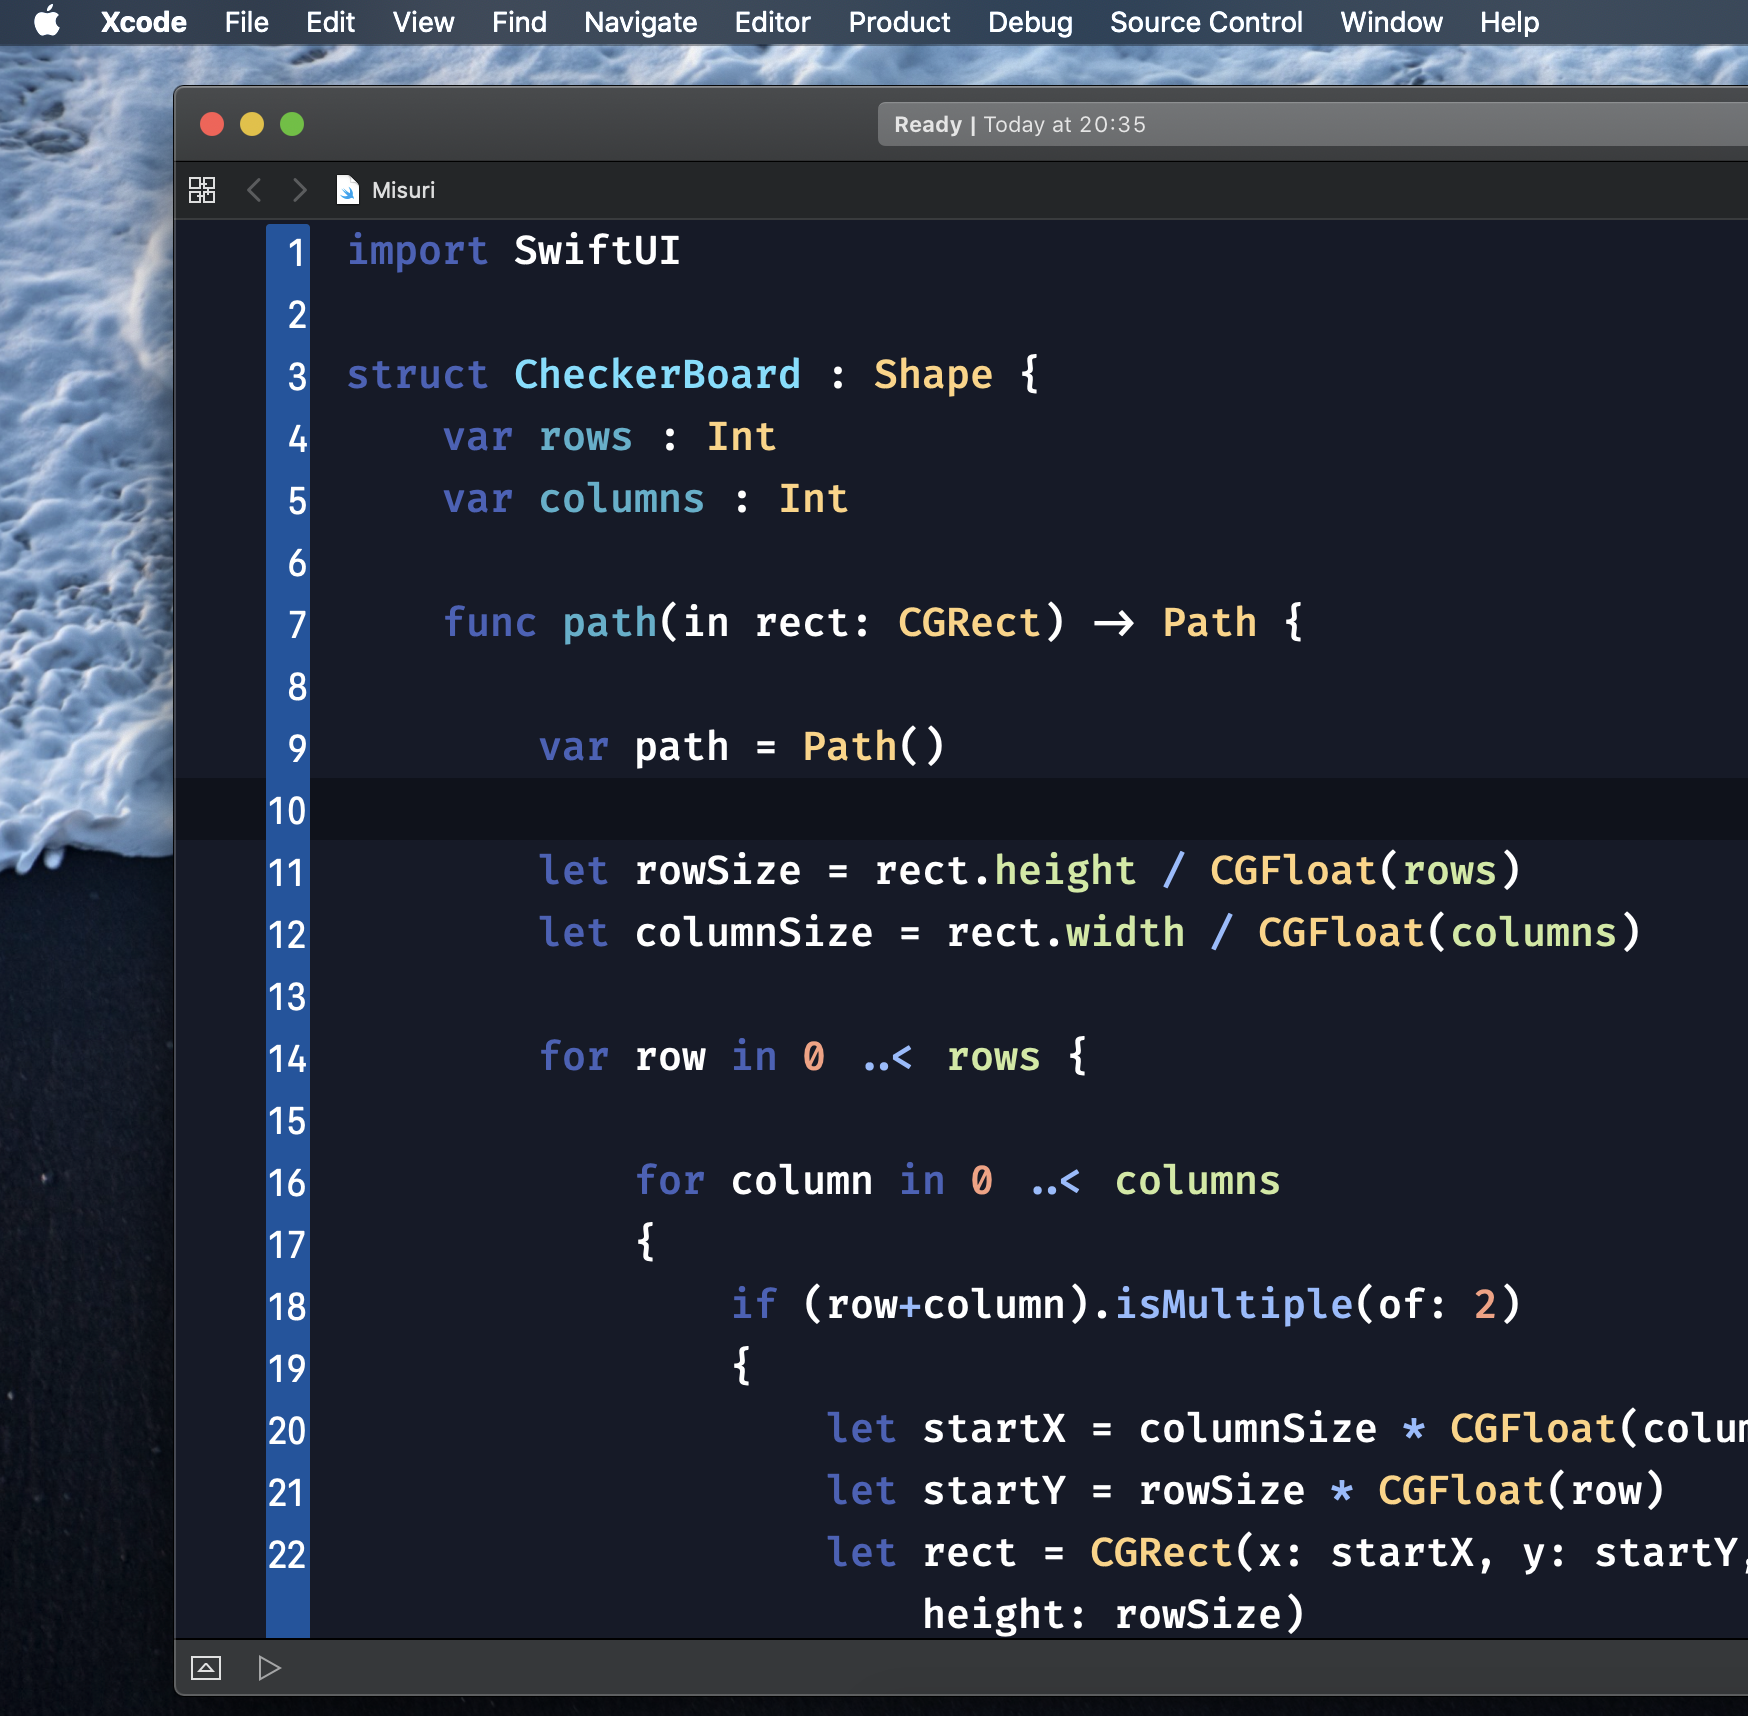 Xcode File Edit View Find Navigate Editor Product Debug Source Control Window Help
Ready | Today at 20:35
Misuri
1 import SwiftUI
2
3 struct CheckerBoard : Shape {
4 var rows : Int
5 var columns : Int
6
7 func path(in rect: CGRect) -> Path {
8
9 var path = Path()
10
11 let rowSize = rect.height / CGFloat(rows)
12 let columnSize = rect.width / CGFloat(columns)
13
14 for row in 0 ..< rows {
15
16 for column in 0 ..< columns
17 {
18 if (row+column).isMultiple(of: 2)
19 {
20 let startX = columnSize * CGFloat(
21 let startY = rowSize * CGFloat(row)
22 let rect = CGRect(x: startX, y: startY,
height: rowSize)